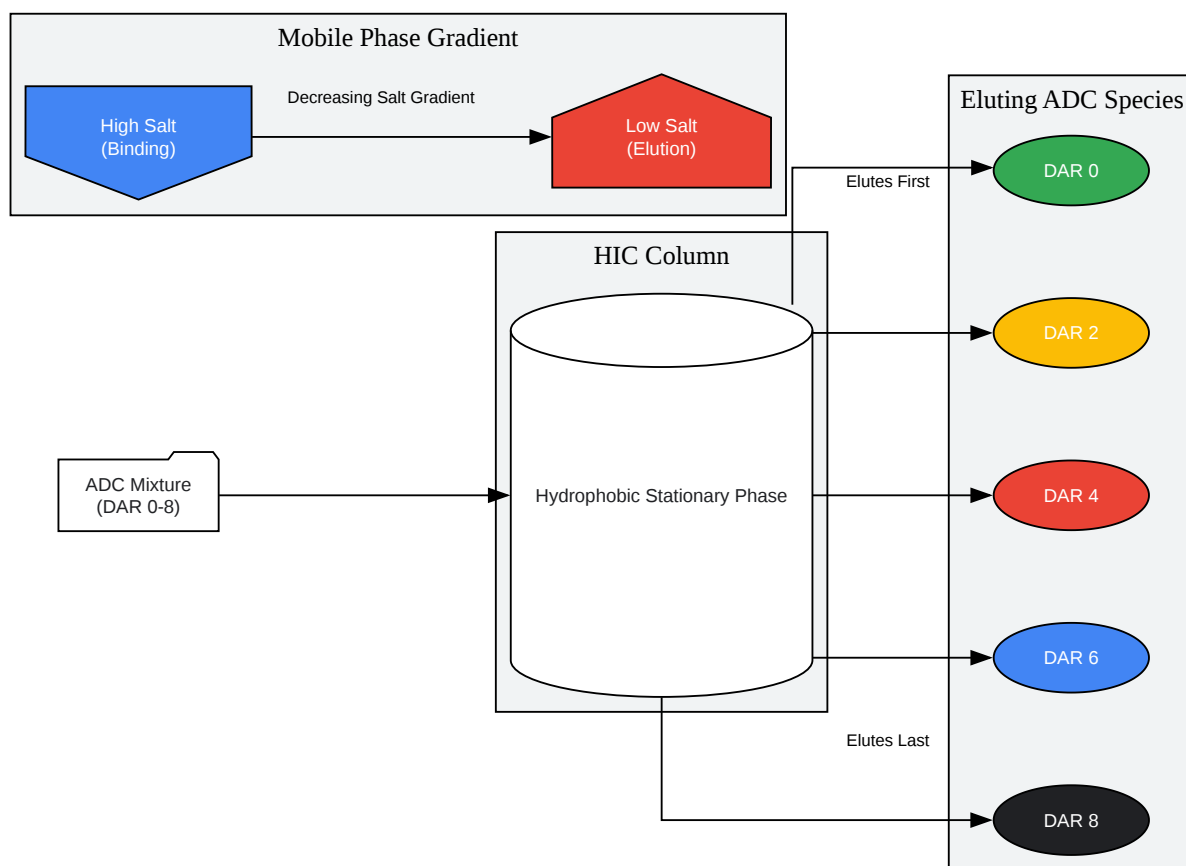 Mobile Phase Gradient
High Salt
(Binding)
Decreasing Salt Gradient
Low Salt
(Elution)
Eluting ADC Species
DAR 0
Elutes First
HIC Column
DAR 2
ADC Mixture
(DAR 0-8)
Hydrophobic Stationary Phase
DAR 4
DAR 6
Elutes Last
DAR 8